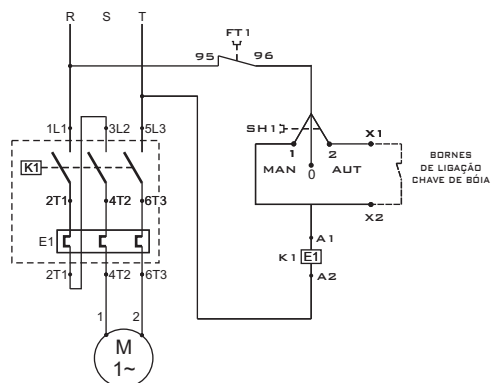 R S T
FT1
95 96
1L1 3L2 5L3
SH1
1 2 X1
MAN 0 AUT
BORNES
DE LIGAÇÃO
CHAVE DE BÓIA
K1
2T1 4T2 6T3
X2
A1
E1
K1 E1
A2
2T1 4T2 6T3
1 2
M
1~